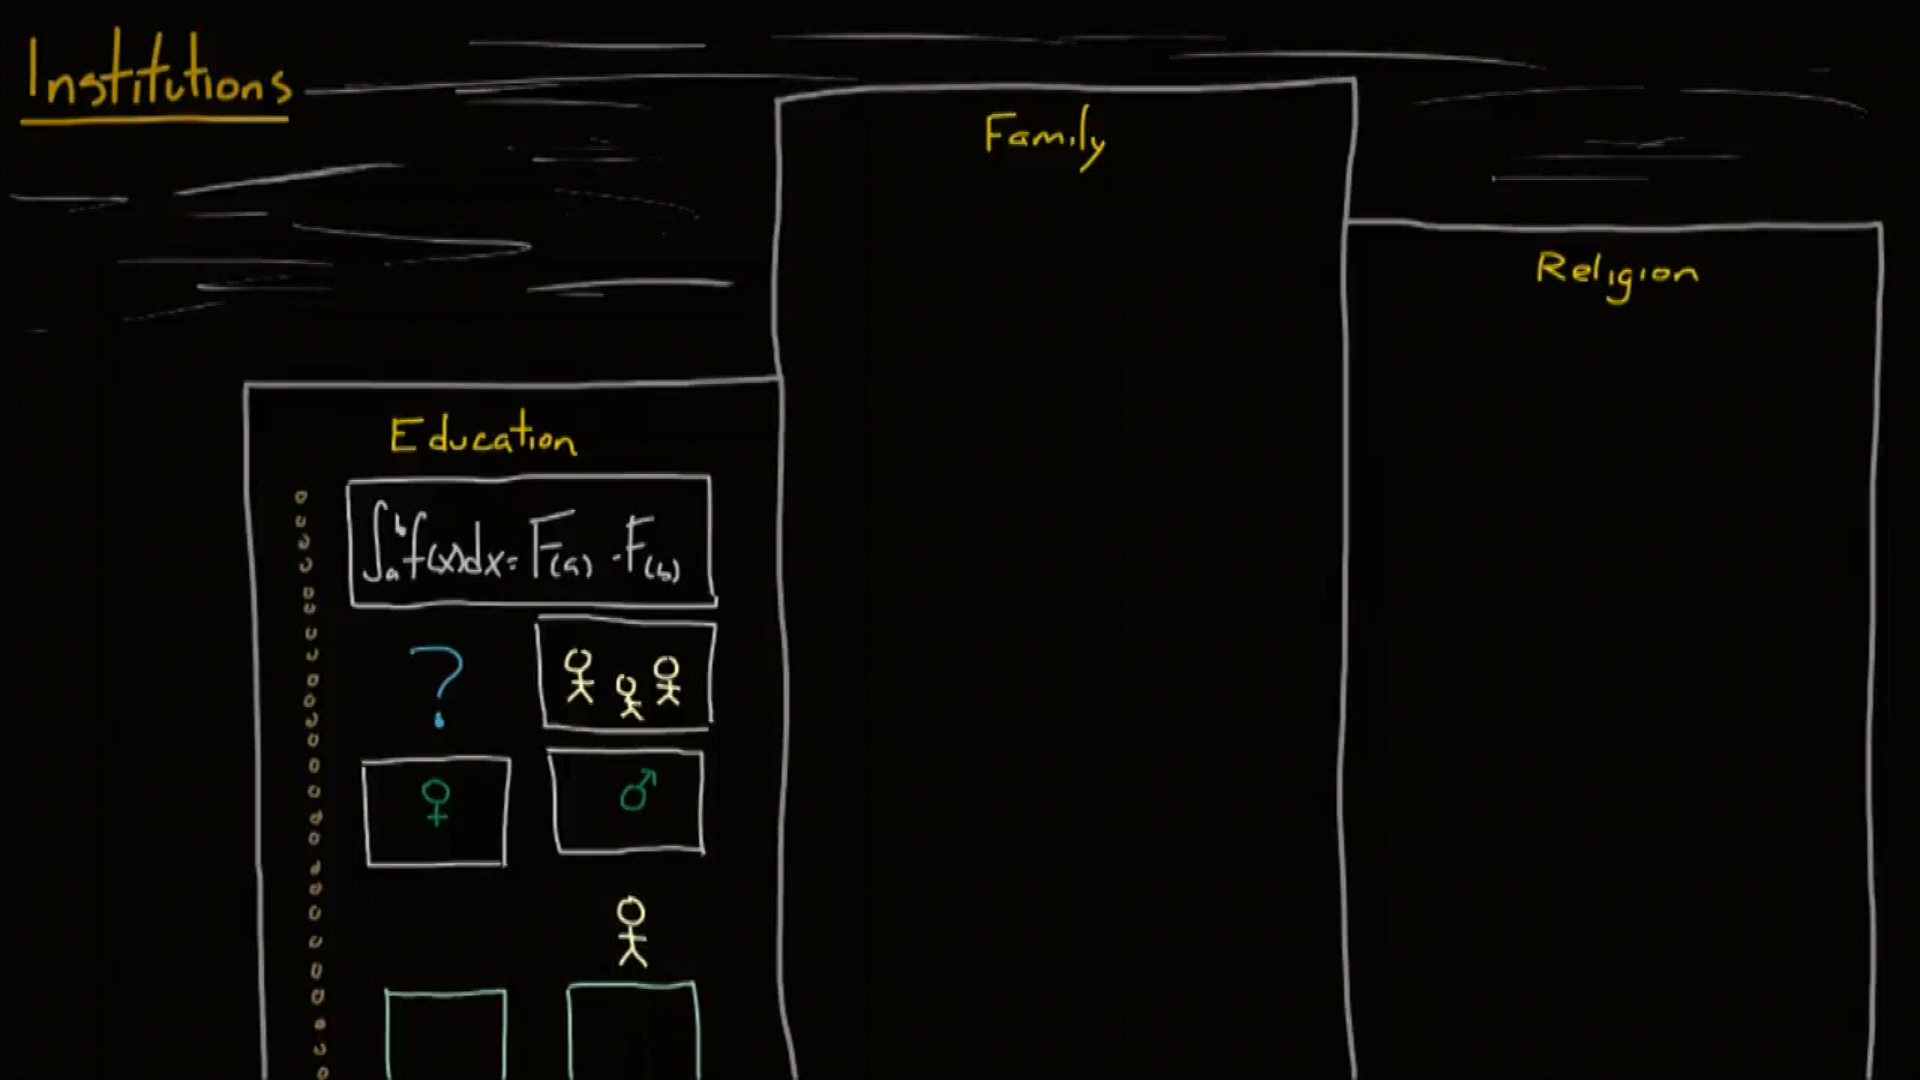 Institutions
Family
Religion
Education
∫ₐᵇf(x)dx = F(a) - F(b)
?
♀ ♂